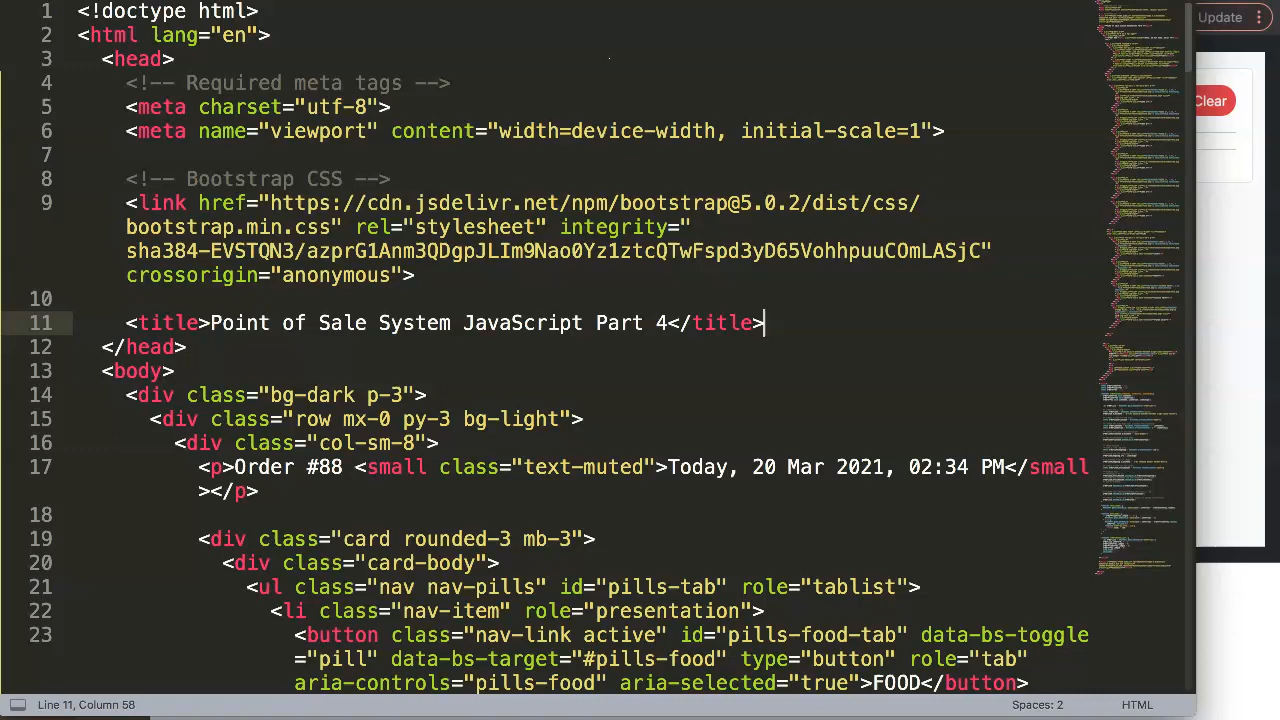 1 <!doctype html>
2 <html lang="en">
3 <head>
4 <!-- Required meta tags -->
5 <meta charset="utf-8">
6 <meta name="viewport" content="width=device-width, initial-scale=1">
7
8 <!-- Bootstrap CSS -->
9 <link href="https://cdn.jsdelivr.net/npm/bootstrap@5.0.2/dist/css/
bootstrap.min.css" rel="stylesheet" integrity="
sha384-EVSTQN3/azprG1Anm3QDgpJLIm9Nao0Yz1ztcQTwFspd3yD65VohhpuuCOmLASjC"
crossorigin="anonymous">
10
11 <title>Point of Sale System JavaScript Part 4</title>
12 </head>
13 <body>
14 <div class="bg-dark p-3">
15 <div class="row mx-0 py-3 bg-light">
16 <div class="col-sm-8">
17 <p>Order #88 <small class="text-muted">Today, 20 Mar 2021, 02:34 PM</small
></p>
18
19 <div class="card rounded-3 mb-3">
20 <div class="card-body">
21 <ul class="nav nav-pills" id="pills-tab" role="tablist">
22 <li class="nav-item" role="presentation">
23 <button class="nav-link active" id="pills-food-tab" data-bs-toggle
="pill" data-bs-target="#pills-food" type="button" role="tab"
aria-controls="pills-food" aria-selected="true">FOOD</button>
Update
Clear
Line 11, Column 58
Spaces: 2
HTML